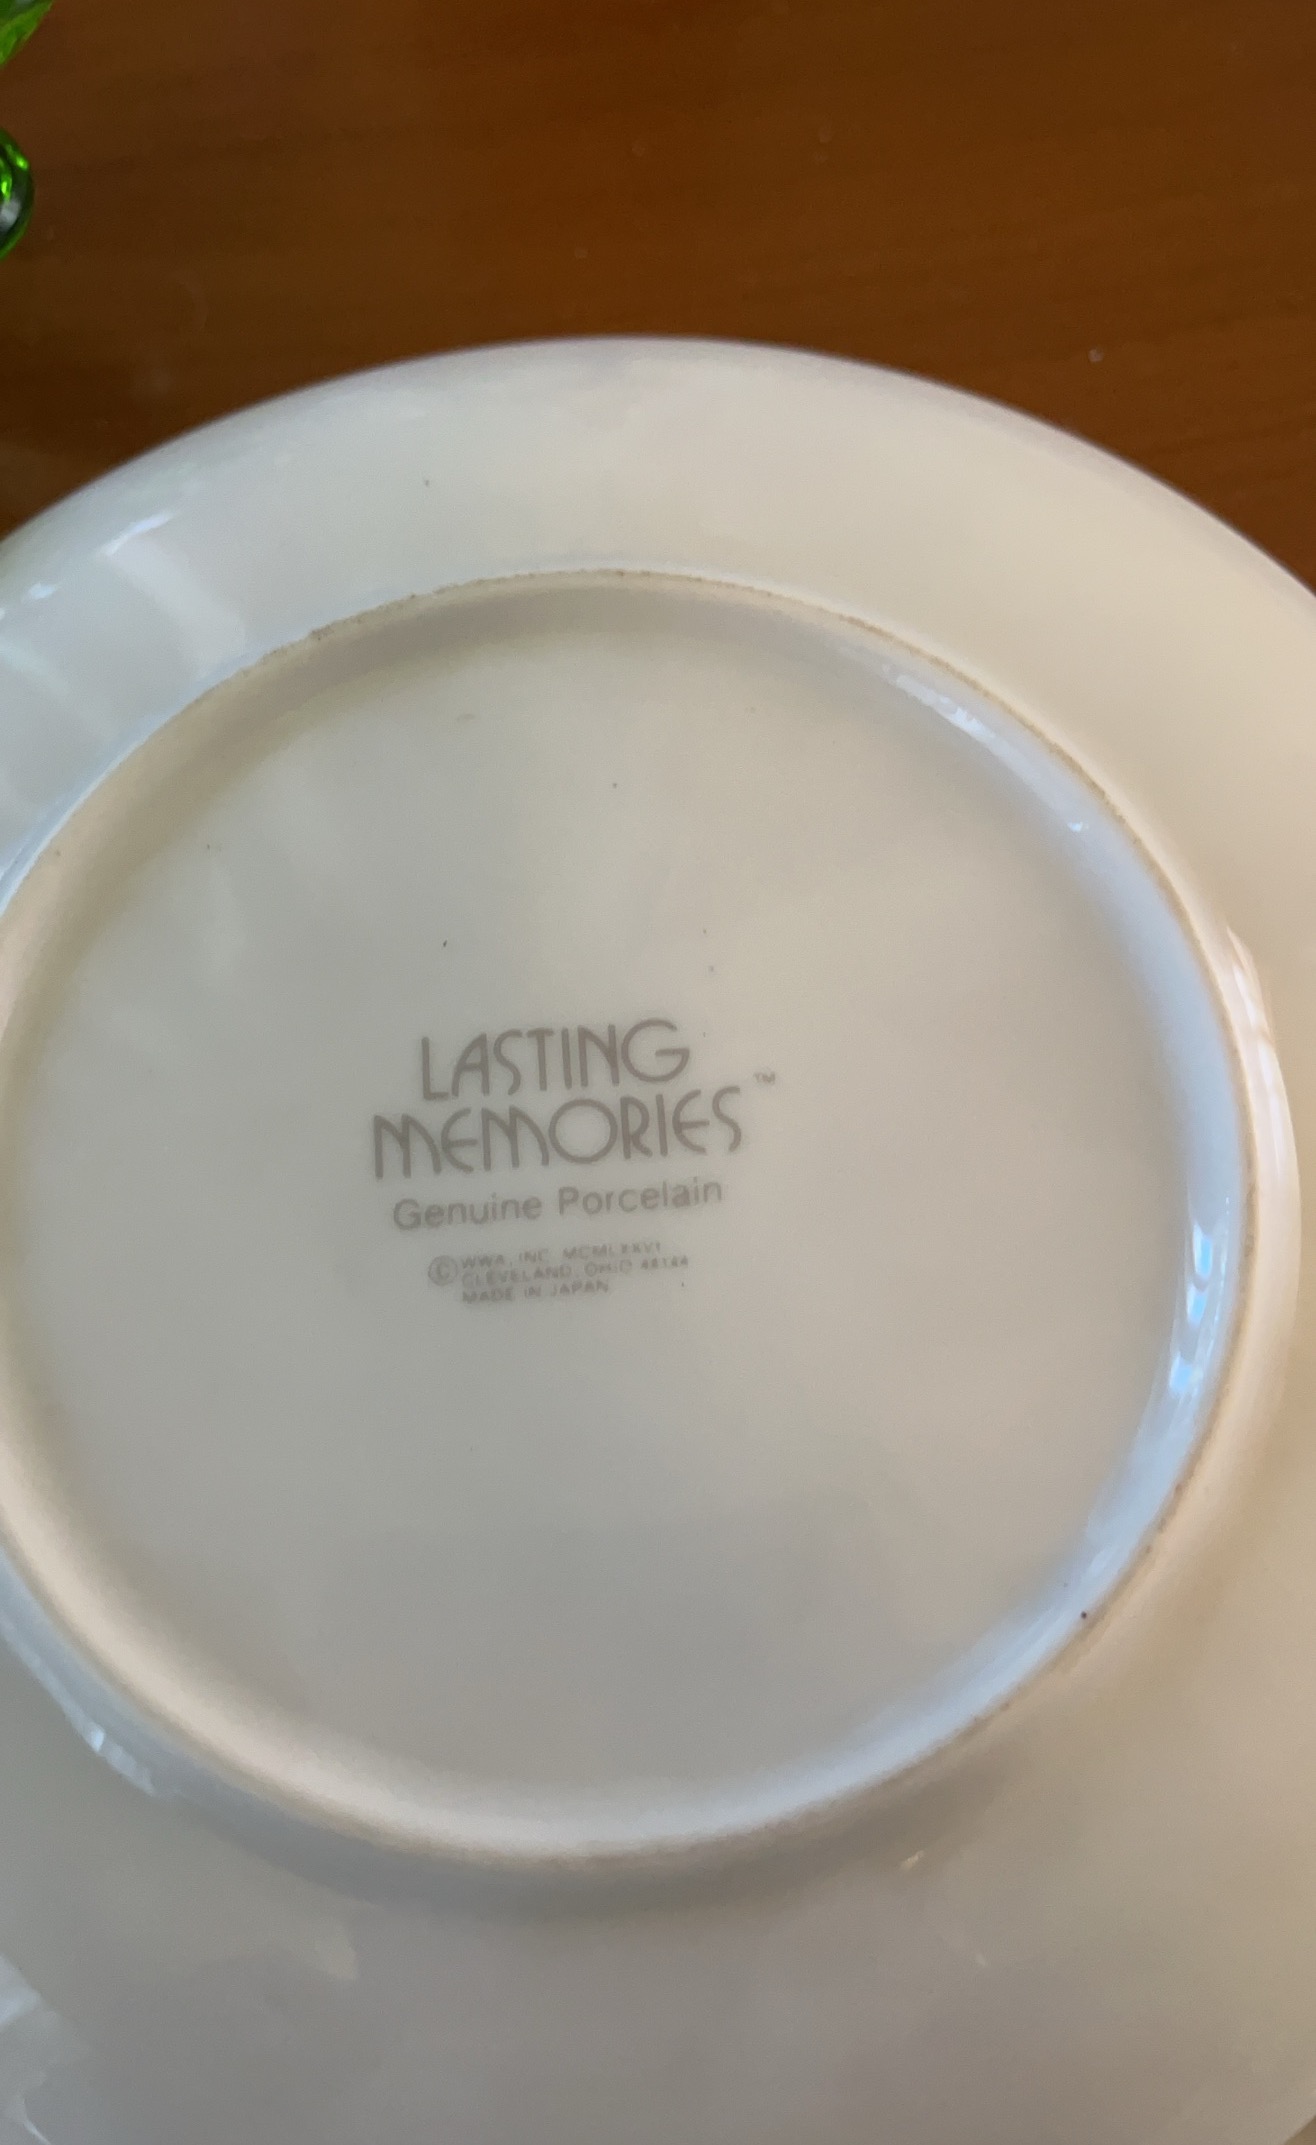 LASTING
MEMORIES™
Genuine Porcelain
© WWA, INC. MCMLXXVI
CLEVELAND, OHIO 44144
MADE IN JAPAN